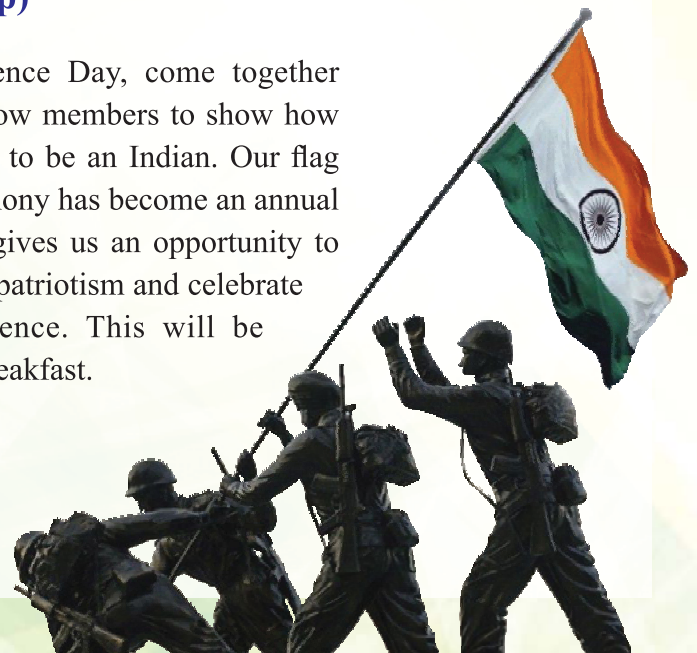 p)
ence Day, come together
ow members to show how
to be an Indian. Our flag
ony has become an annual
gives us an opportunity to
patriotism and celebrate
ence. This will be
eakfast.